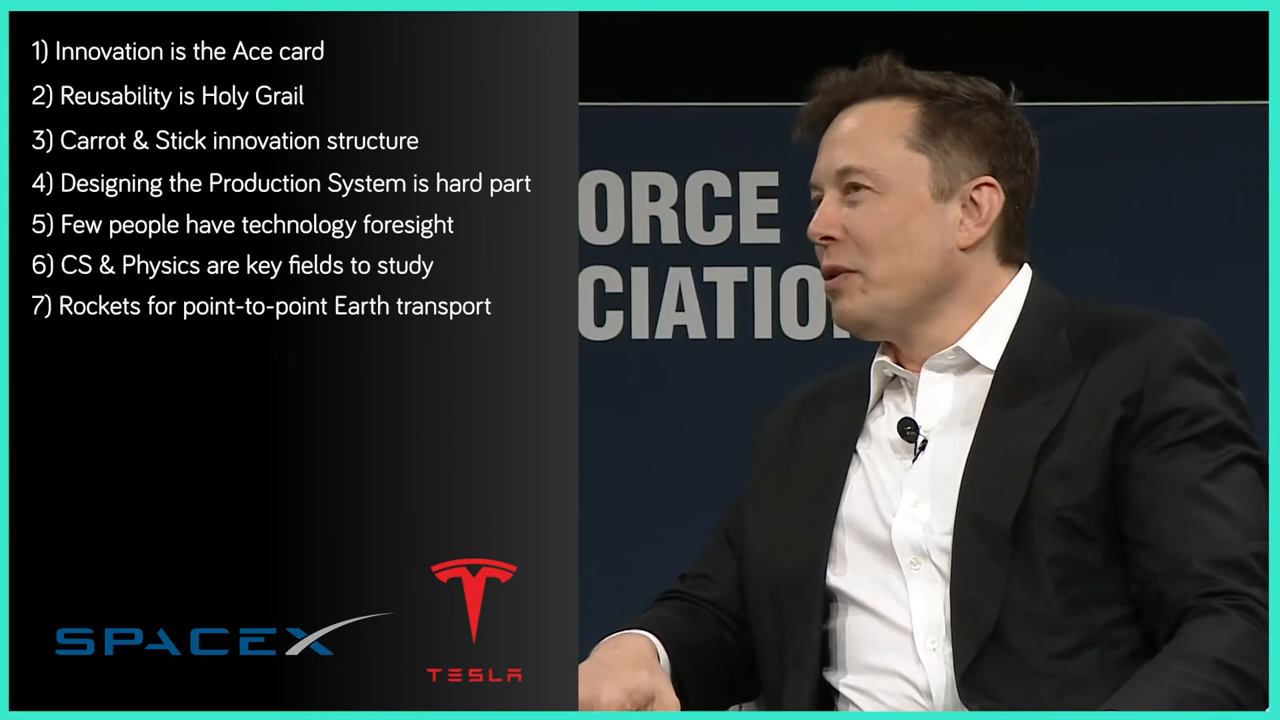 1) Innovation is the Ace card
2) Reusability is Holy Grail
3) Carrot & Stick innovation structure
4) Designing the Production System is hard part
5) Few people have technology foresight
6) CS & Physics are key fields to study
7) Rockets for point-to-point Earth transport
ORCE
CIATIO
SPACEX
TESLA